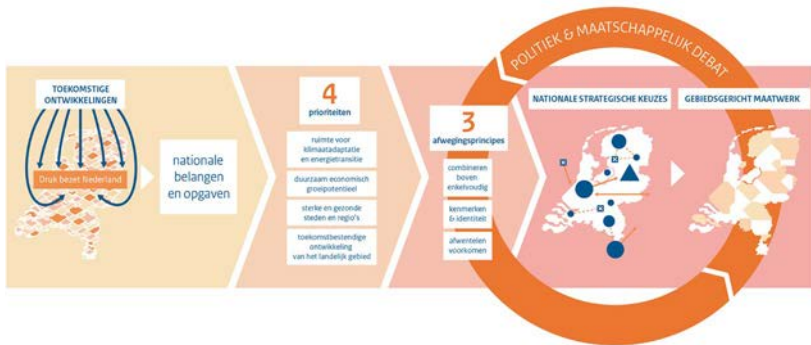 TOEKOMSTIGE
ONTWIKKELINGEN
Druk bezet Nederland
nationale
belangen
en opgaven
4
prioriteiten
ruimte voor
klimaatadaptatie
en energietransitie
duurzaam economisch
groeipotentieel
sterke en gezonde
steden en regio's
toekomstbestendige
ontwikkeling
van het landelijk gebied
3
afwegingsprincipes
combineren
boven
enkelvoudig
kenmerken
& identiteit
afwentelen
voorkomen
POLITIEK & MAATSCHAPPELIJK DEBAT
NATIONALE STRATEGISCHE KEUZES
GEBIEDSGERICHT MAATWERK